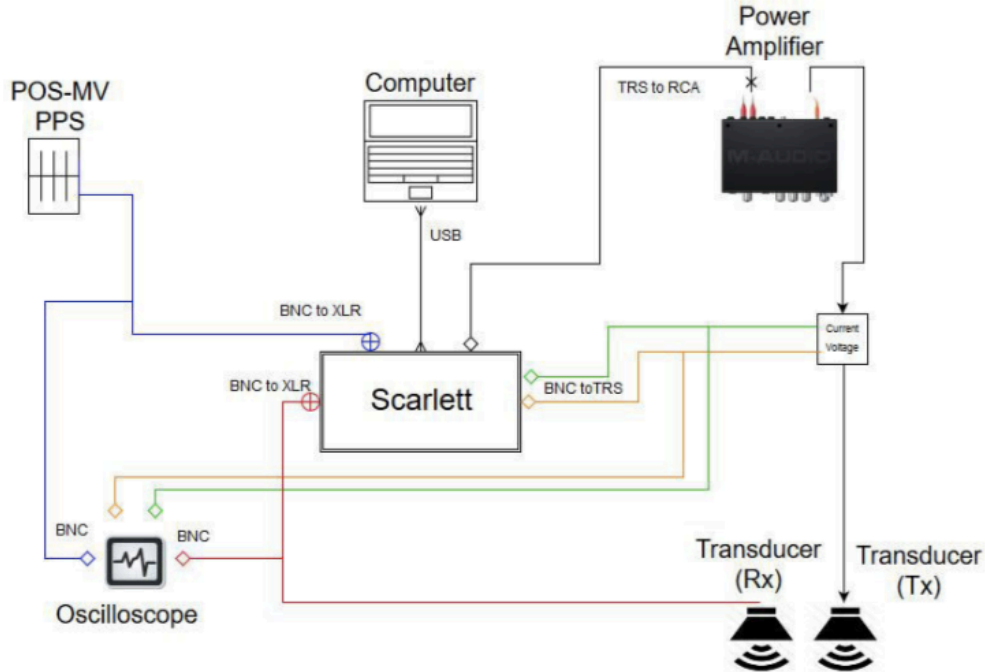 Power
Amplifier
POS-MV
PPS
Computer
TRS to RCA
M-AUDIO
USB
BNC to XLR
Current
Voltage
BNC to XLR
BNC toTRS
Scarlett
BNC
BNC
Oscilloscope
Transducer
(Rx)
Transducer
(Tx)